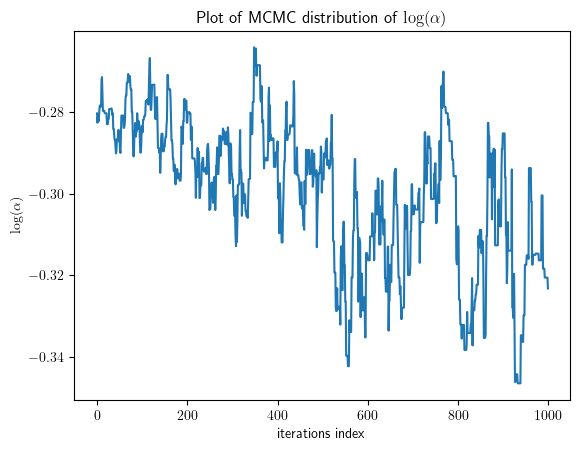 Plot of MCMC distribution of log(α)
−0.28
−0.30
−0.32
−0.34
log(α)
0 200 400 600 800 1000
iterations index